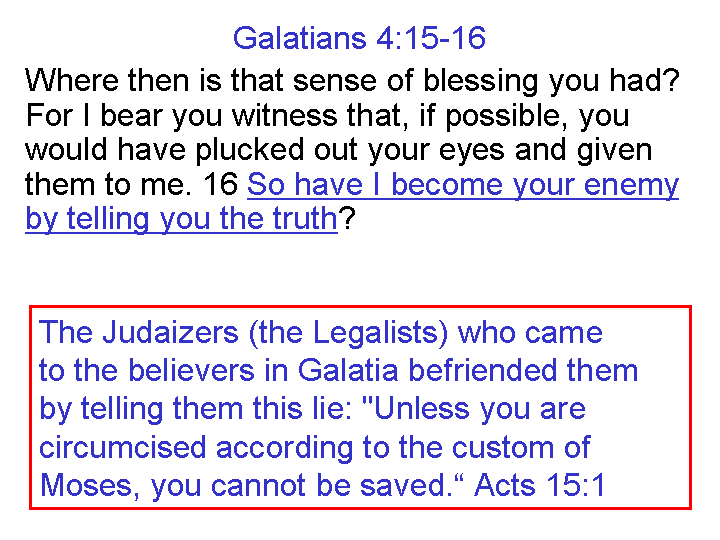 Galatians 4:15-16
Where then is that sense of blessing you had?
For I bear you witness that, if possible, you
would have plucked out your eyes and given
them to me. 16 So have I become your enemy
by telling you the truth?
The Judaizers (the Legalists) who came
to the believers in Galatia befriended them
by telling them this lie: "Unless you are
circumcised according to the custom of
Moses, you cannot be saved.“ Acts 15:1